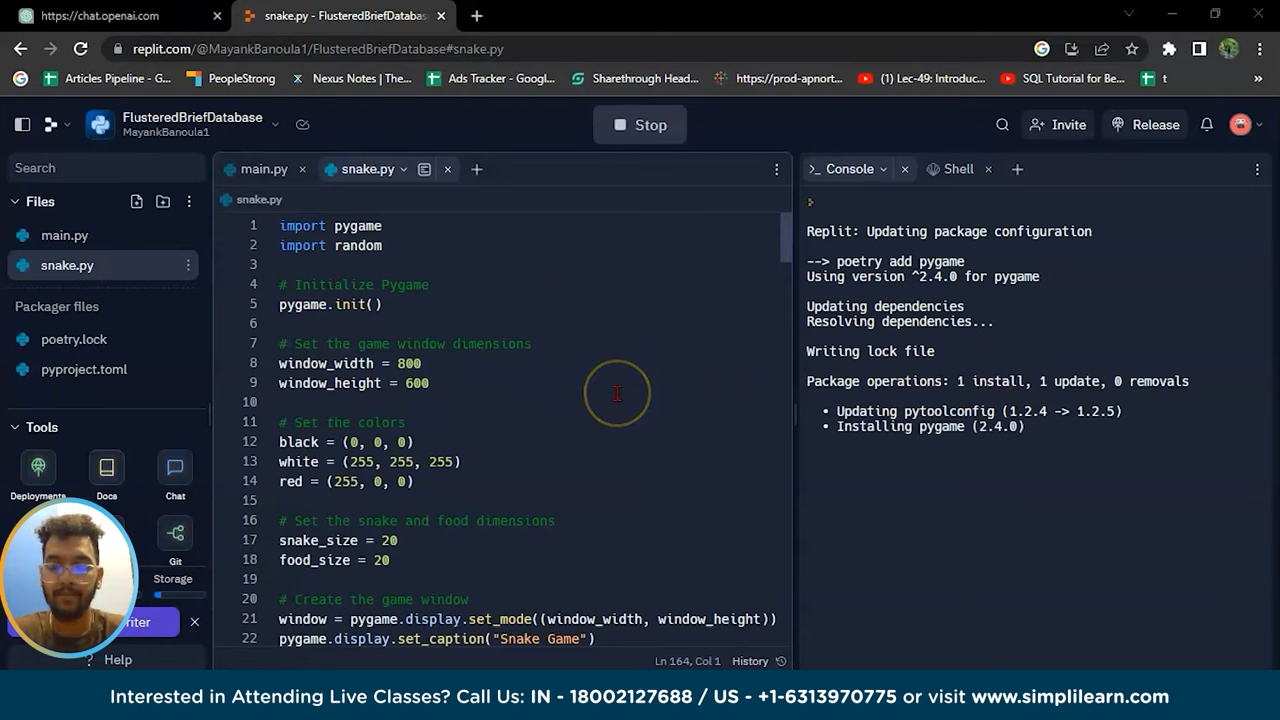 https://chat.openai.com
snake.py - FlusteredBriefDatabase
replit.com/@MayankBanoula1/FlusteredBriefDatabase#snake.py
Articles Pipeline - G...
PeopleStrong
Nexus Notes | The...
Ads Tracker - Googl...
Sharethrough Head...
https://prod-apnort...
(1) Lec-49: Introduc...
SQL Tutorial for Be...
t
»
FlusteredBriefDatabase
MayankBanoula1
Stop
Invite
Release
Search
Files
main.py
snake.py
Packager files
poetry.lock
pyproject.toml
Tools
Deployments
Docs
Chat
Git
Storage
riter
? Help
main.py
snake.py
snake.py
1 import pygame
2 import random
3
4 # Initialize Pygame
5 pygame.init()
6
7 # Set the game window dimensions
8 window_width = 800
9 window_height = 600
10
11 # Set the colors
12 black = (0, 0, 0)
13 white = (255, 255, 255)
14 red = (255, 0, 0)
15
16 # Set the snake and food dimensions
17 snake_size = 20
18 food_size = 20
19
20 # Create the game window
21 window = pygame.display.set_mode((window_width, window_height))
22 pygame.display.set_caption("Snake Game")
Ln 164, Col 1 History
Console
Shell
Replit: Updating package configuration
--> poetry add pygame
Using version ^2.4.0 for pygame
Updating dependencies
Resolving dependencies...
Writing lock file
Package operations: 1 install, 1 update, 0 removals
• Updating pytoolconfig (1.2.4 -> 1.2.5)
• Installing pygame (2.4.0)
Interested in Attending Live Classes? Call Us: IN - 18002127688 / US - +1-6313970775 or visit www.simplilearn.com